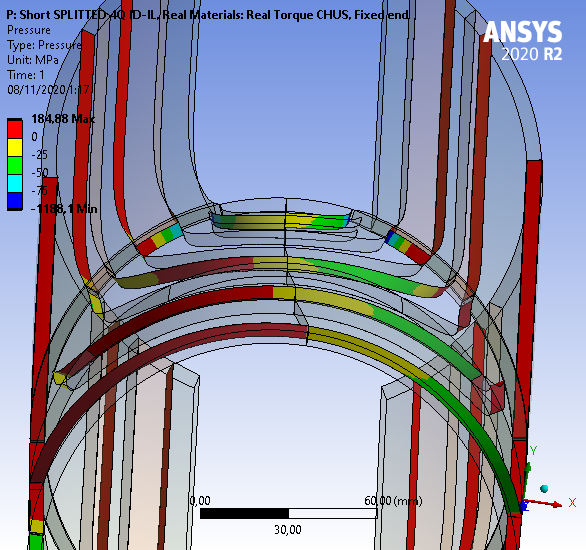 P: Short SPLITTED 4Q fD-IL, Real Materials: Real Torque CHUS, Fixed end
Pressure
Type: Pressure
Unit: MPa
Time: 1
08/11/2020 1:17
184,88 Max
0
-25
-50
-75
-1188,1 Min
ANSYS
2020 R2
0,00
60,00 (mm)
30,00
Y
X